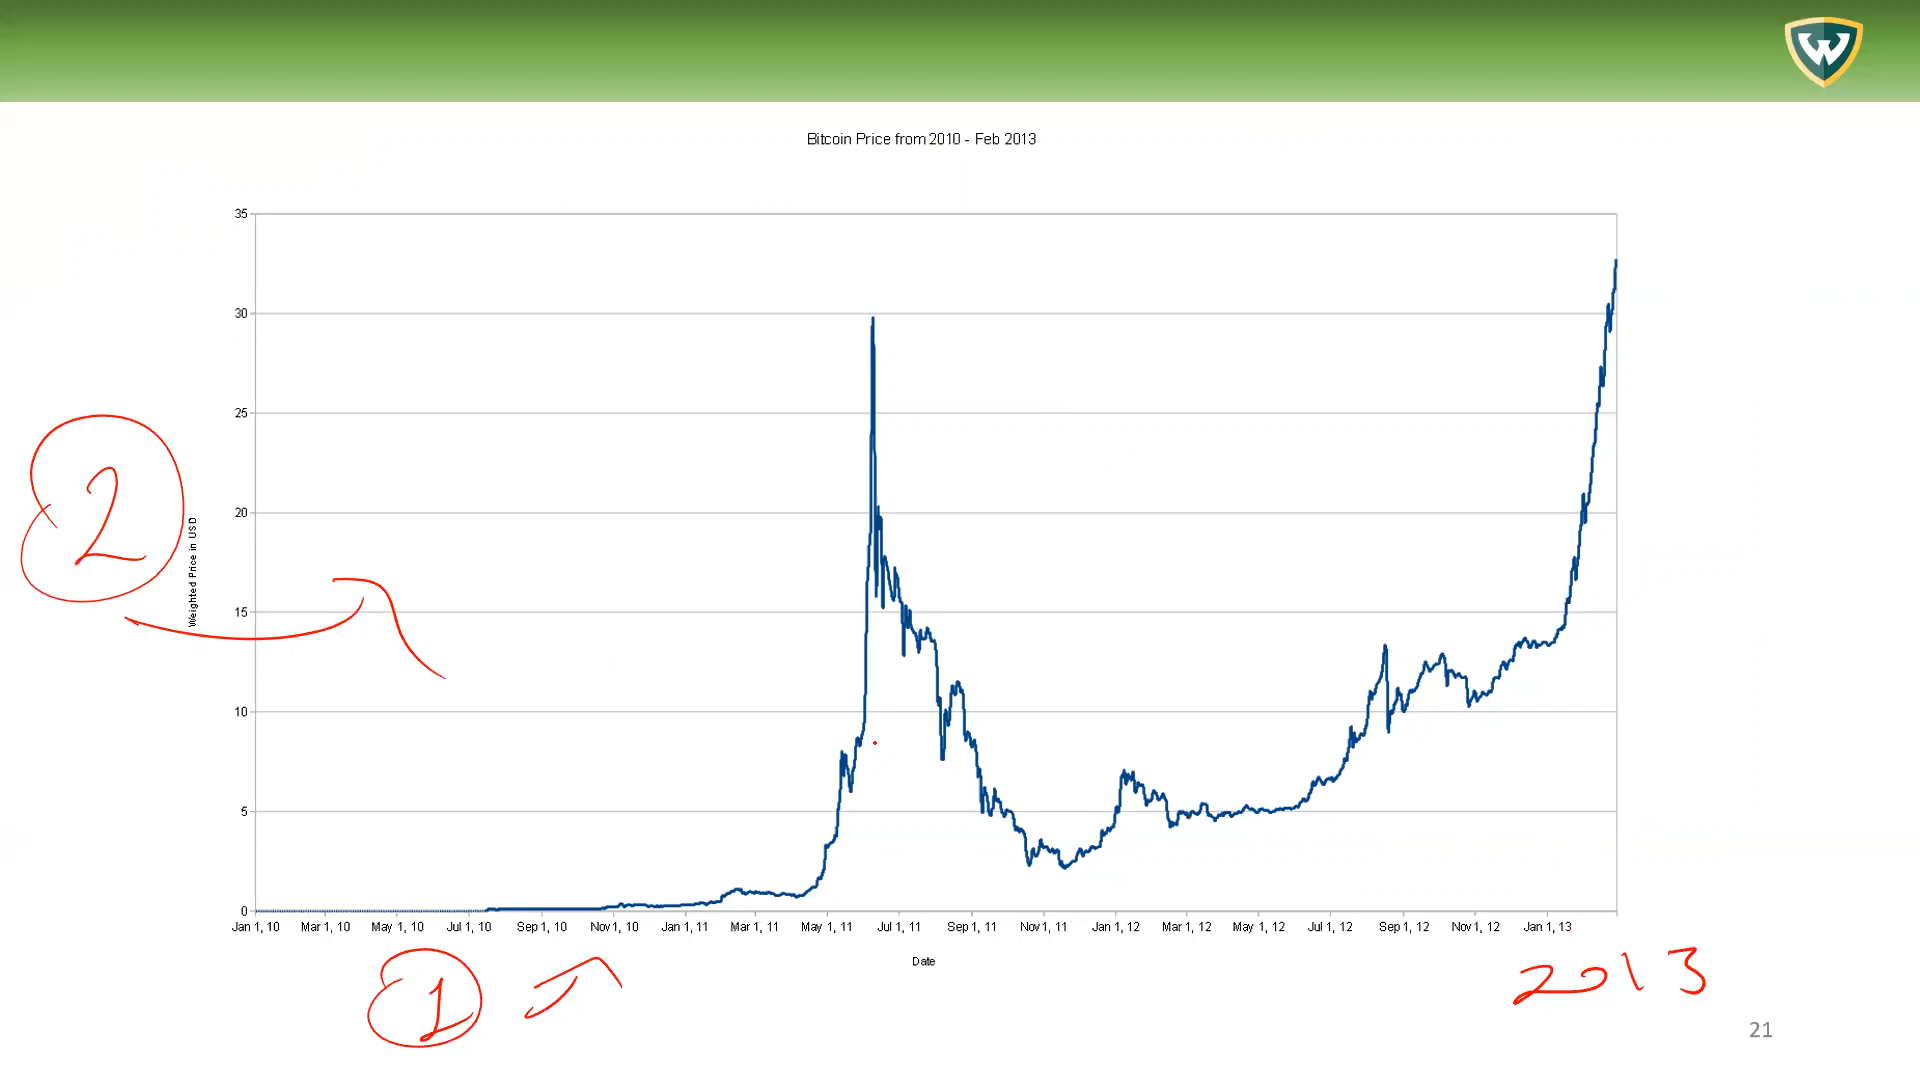 W
Bitcoin Price from 2010 - Feb 2013
35
30
25
20
15
10
5
0
Weighted Price in USD
2
Jan 1, 10 Mar 1, 10 May 1, 10 Jul 1, 10 Sep 1, 10 Nov 1, 10 Jan 1, 11 Mar 1, 11 May 1, 11 Jul 1, 11 Sep 1, 11 Nov 1, 11 Jan 1, 12 Mar 1, 12 May 1, 12 Jul 1, 12 Sep 1, 12 Nov 1, 12 Jan 1, 13
Date
1
2013
21